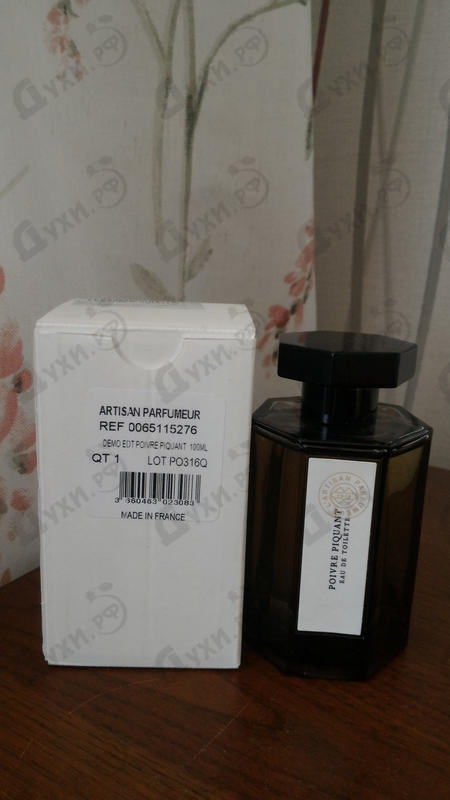 Духи.рф
ARTISAN PARFUMEUR
REF 0065115276
DEMO EDT POIVRE PIQUANT 100ML
QT 1 LOT PO316Q
3 660463 023083
MADE IN FRANCE
POIVRE PIQUANT
EAU DE TOILETTE